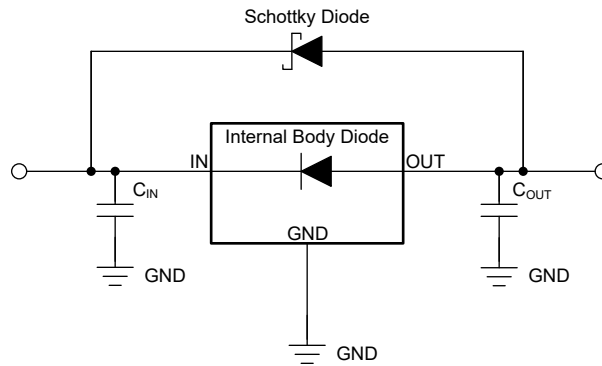 Schottky Diode
Internal Body Diode
IN
OUT
CIN
COUT
GND
GND
GND
GND